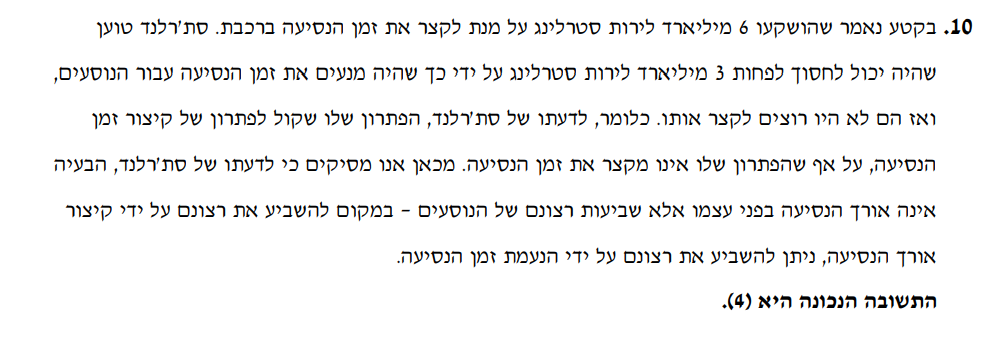 10. בקטע נאמר שהושקעו 6 מיליארד לירות סטרלינג על מנת לקצר את זמן הנסיעה ברכבת. סת'רלנד טוען
שהיה יכול לחסוך לפחות 3 מיליארד לירות סטרלינג על ידי כך שהיה מנעים את זמן הנסיעה עבור הנוסעים,
ואז הם לא היו רוצים לקצר אותו. כלומר, לדעתו של סת'רלנד, הפתרון שלו שקול לפתרון של קיצור זמן
הנסיעה, על אף שהפתרון שלו אינו מקצר את זמן הנסיעה. מכאן אנו מסיקים כי לדעתו של סת'רלנד, הבעיה
אינה אורך הנסיעה בפני עצמו אלא שביעות רצונם של הנוסעים – במקום להשביע את רצונם על ידי קיצור
אורך הנסיעה, ניתן להשביע את רצונם על ידי הנעמת זמן הנסיעה.
התשובה הנכונה היא (4).